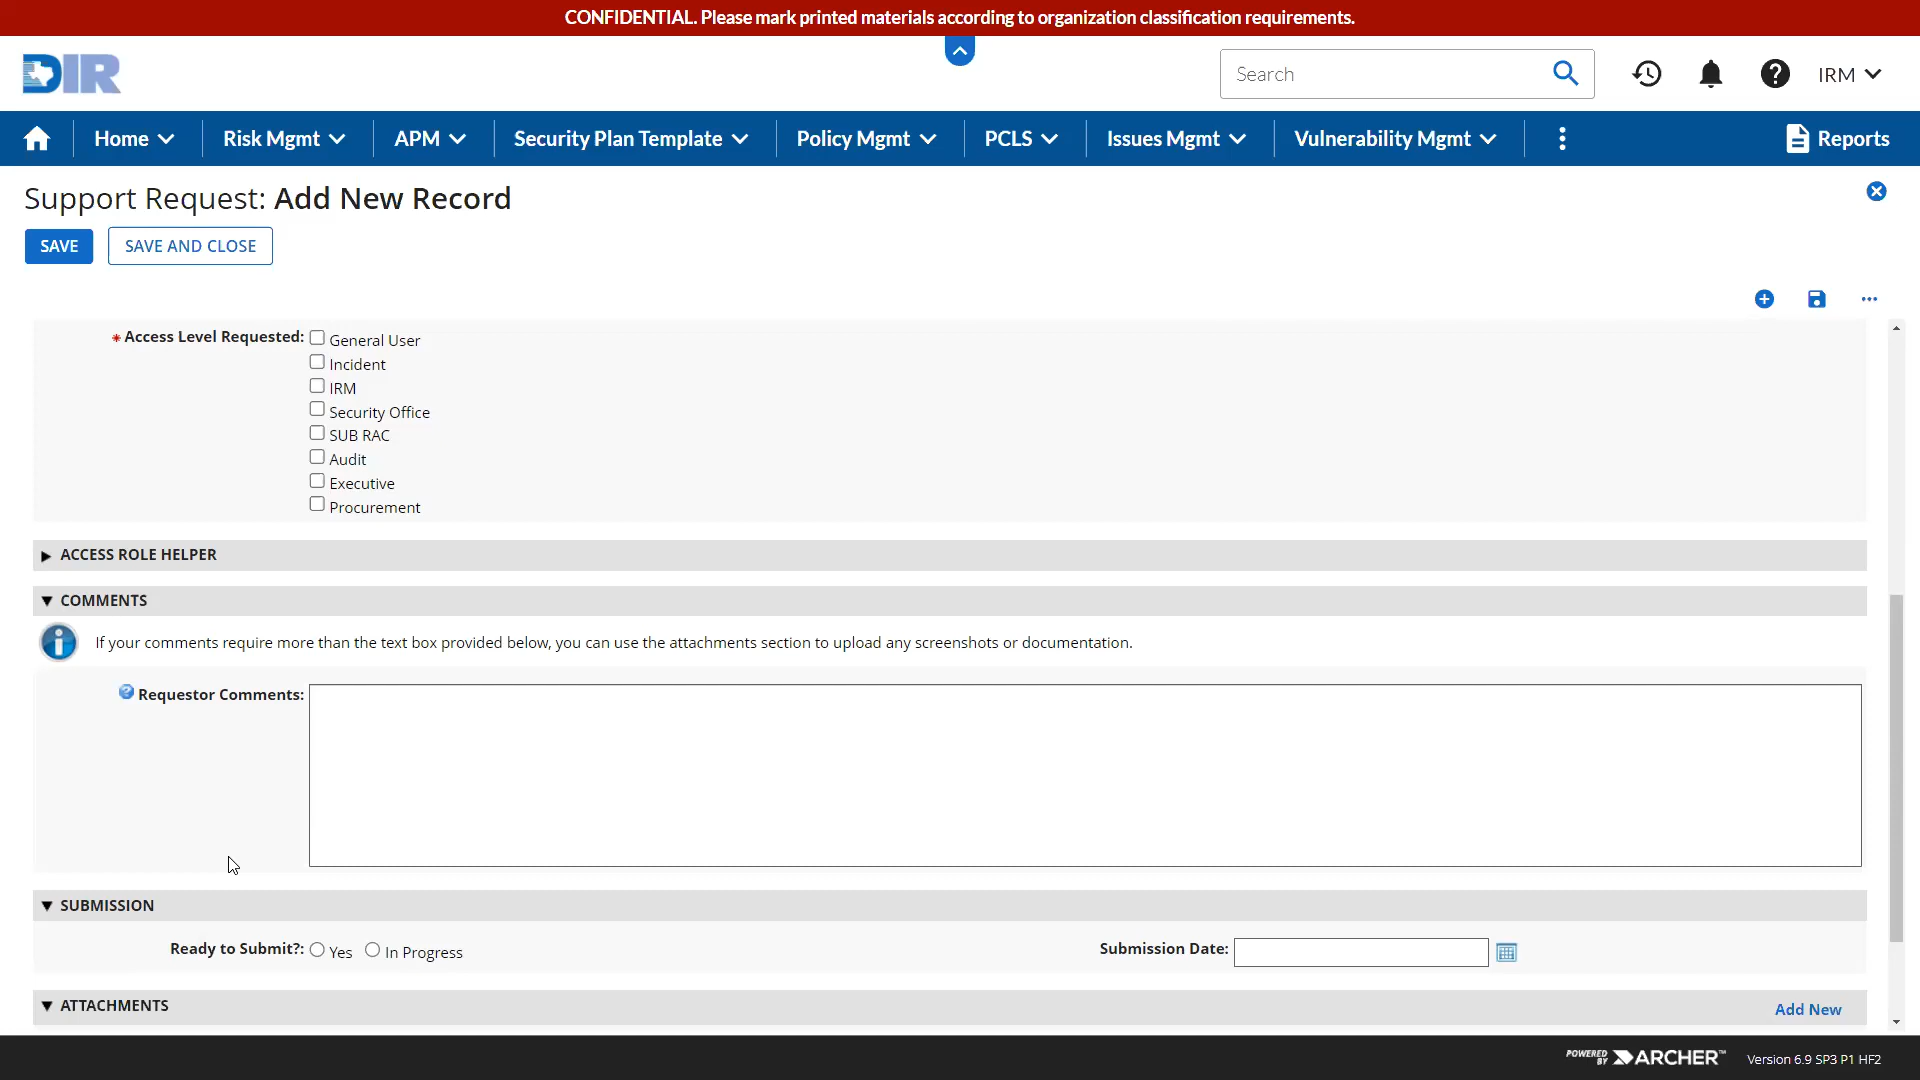 CONFIDENTIAL. Please mark printed materials according to organization classification requirements.
DIR
Search
IRM
Home
Risk Mgmt
APM
Security Plan Template
Policy Mgmt
PCLS
Issues Mgmt
Vulnerability Mgmt
Reports
Support Request: Add New Record
SAVE
SAVE AND CLOSE
* Access Level Requested:
General User
Incident
IRM
Security Office
SUB RAC
Audit
Executive
Procurement
ACCESS ROLE HELPER
COMMENTS
If your comments require more than the text box provided below, you can use the attachments section to upload any screenshots or documentation.
Requestor Comments:
SUBMISSION
Ready to Submit?: Yes In Progress
Submission Date:
ATTACHMENTS
Add New
POWERED BY ARCHER™
Version 6.9 SP3 P1 HF2